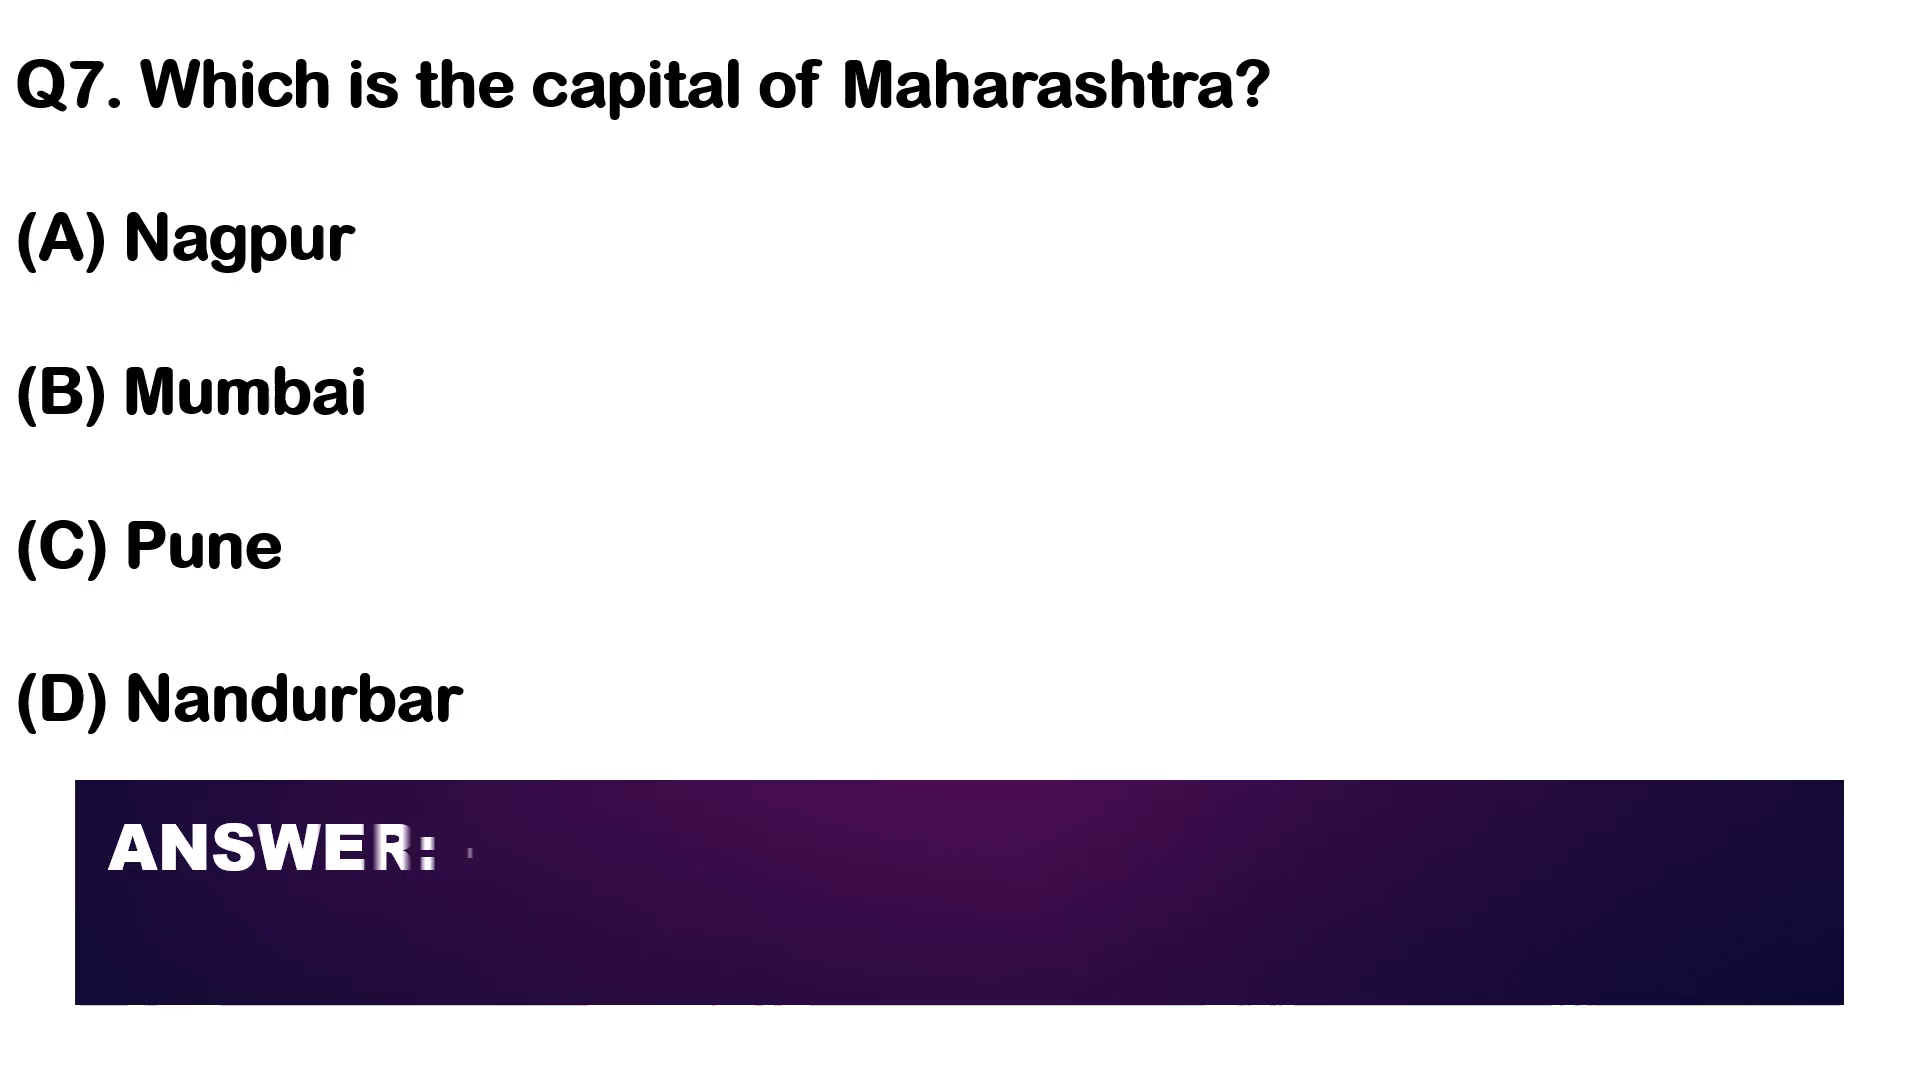 Q7. Which is the capital of Maharashtra?
(A) Nagpur
(B) Mumbai
(C) Pune
(D) Nandurbar
ANSWER: